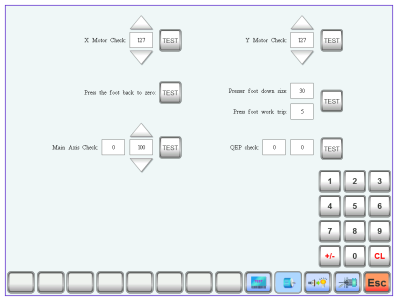 X Motor Check: 127 TEST
Y Motor Check: 127 TEST
Press the foot back to zero: TEST
Presser foot down size: 30
Press foot work trip: 5
TEST
Main Axis Check: 0 100 TEST
QEP check: 0 0 TEST
1 2 3
4 5 6
7 8 9
+/- 0 CL
Esc